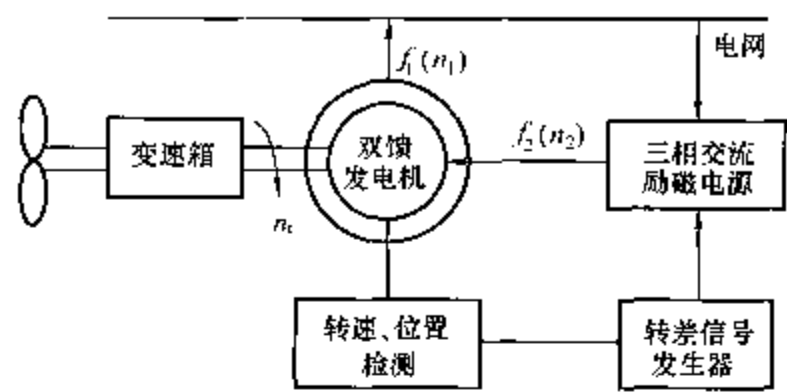 电网
f₁(n₁)
变速箱
双馈
发电机
f₂(n₂)
三相交流
励磁电源
转速、位置
检测
转差信号
发生器